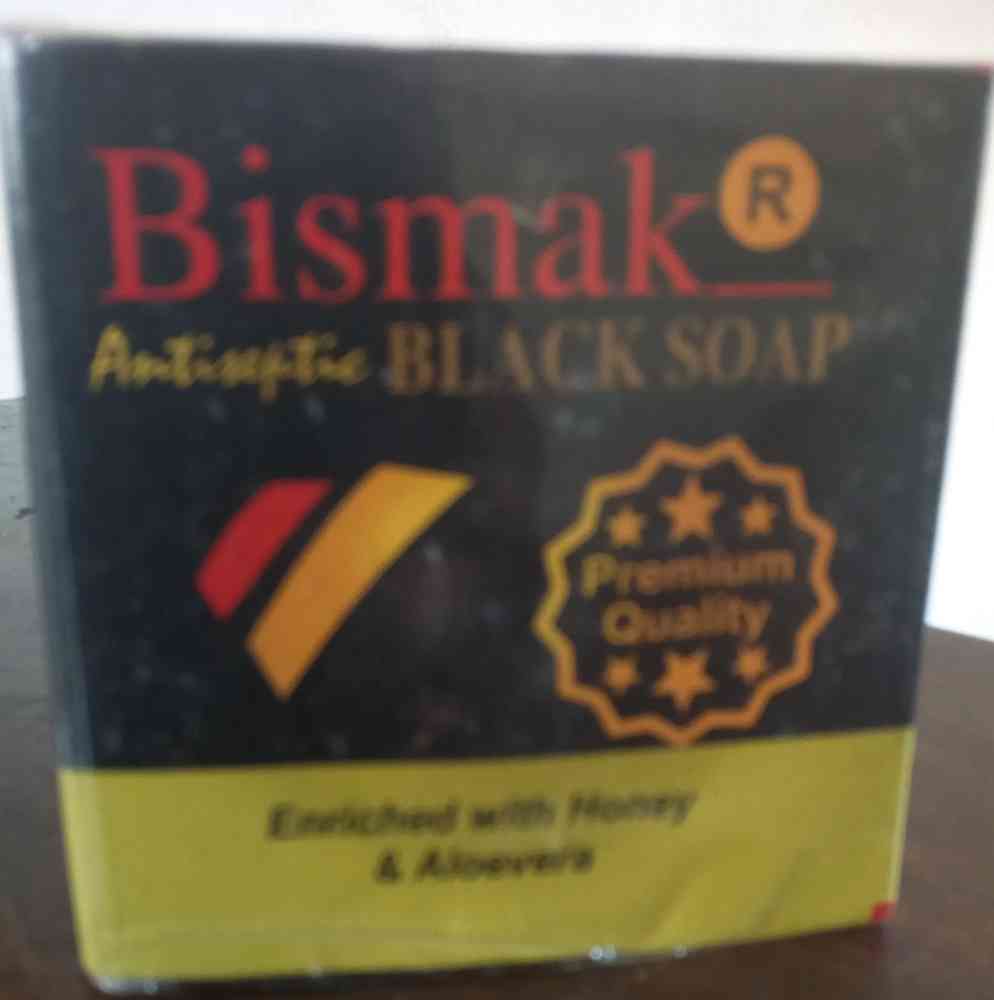 Bismak®
Antiseptic BLACK SOAP
Premium
Quality
Enriched with Honey
& Aloevera